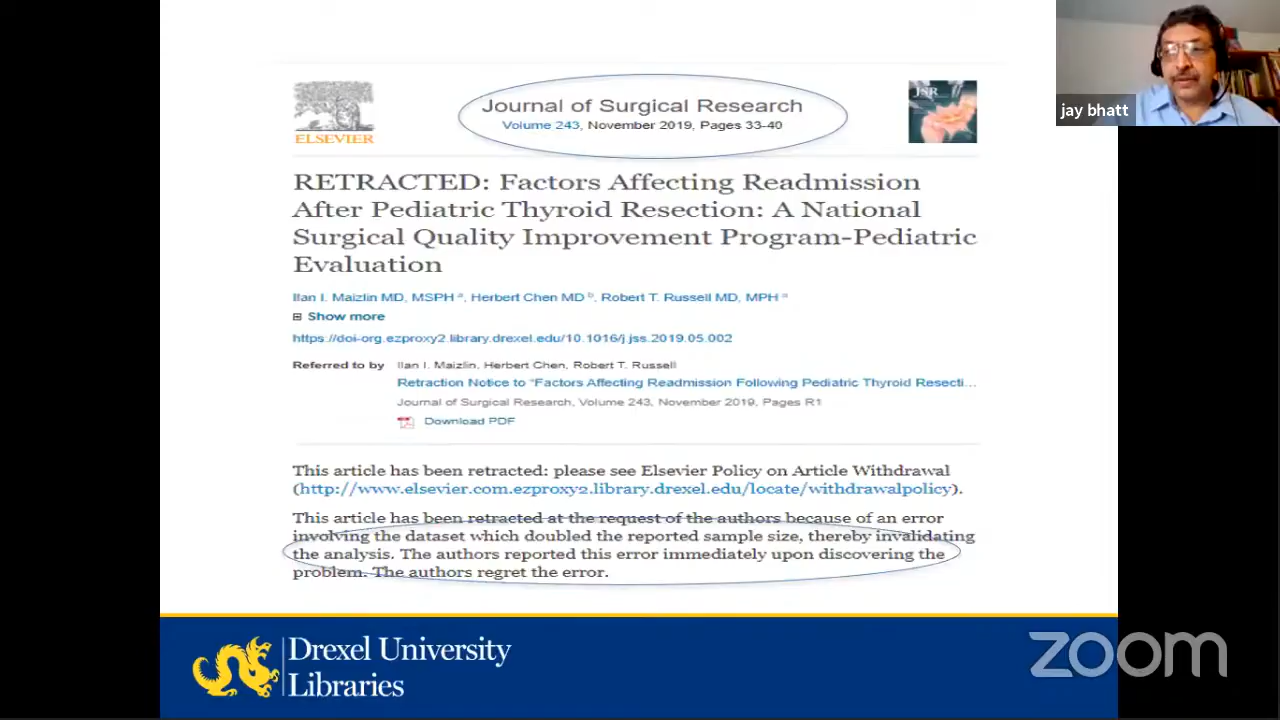 ELSEVIER
Journal of Surgical Research
Volume 243, November 2019, Pages 33-40
JSR
jay bhatt
RETRACTED: Factors Affecting Readmission
After Pediatric Thyroid Resection: A National
Surgical Quality Improvement Program-Pediatric
Evaluation
Ilan I. Maizlin MD, MSPH ᵃ, Herbert Chen MD ᵇ, Robert T. Russell MD, MPH ᵃ
Show more
https://doi-org.ezproxy2.library.drexel.edu/10.1016/j.jss.2019.05.002
Referred to by Ilan I. Maizlin, Herbert Chen, Robert T. Russell
Retraction Notice to “Factors Affecting Readmission Following Pediatric Thyroid Resecti...
Journal of Surgical Research, Volume 243, November 2019, Pages R1
Download PDF
This article has been retracted: please see Elsevier Policy on Article Withdrawal
(http://www.elsevier.com.ezproxy2.library.drexel.edu/locate/withdrawalpolicy).
This article has been retracted at the request of the authors because of an error
involving the dataset which doubled the reported sample size, thereby invalidating
the analysis. The authors reported this error immediately upon discovering the
problem. The authors regret the error.
Drexel University
Libraries
zoom